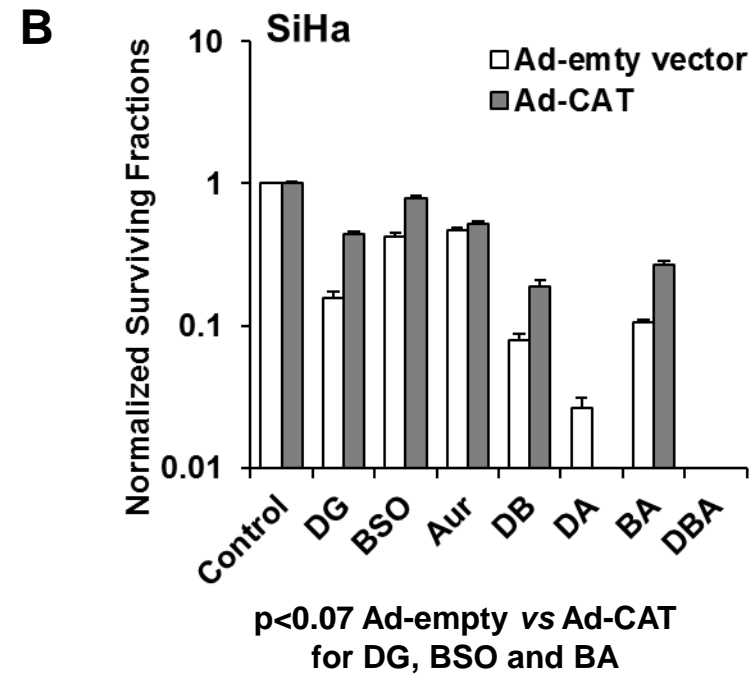 B
SiHa
Ad-emty vector
Ad-CAT
Normalized Surviving Fractions
10
1
0.1
0.01
Control
DG
BSO
Aur
DB
DA
BA
DBA
p<0.07 Ad-empty vs Ad-CAT
for DG, BSO and BA